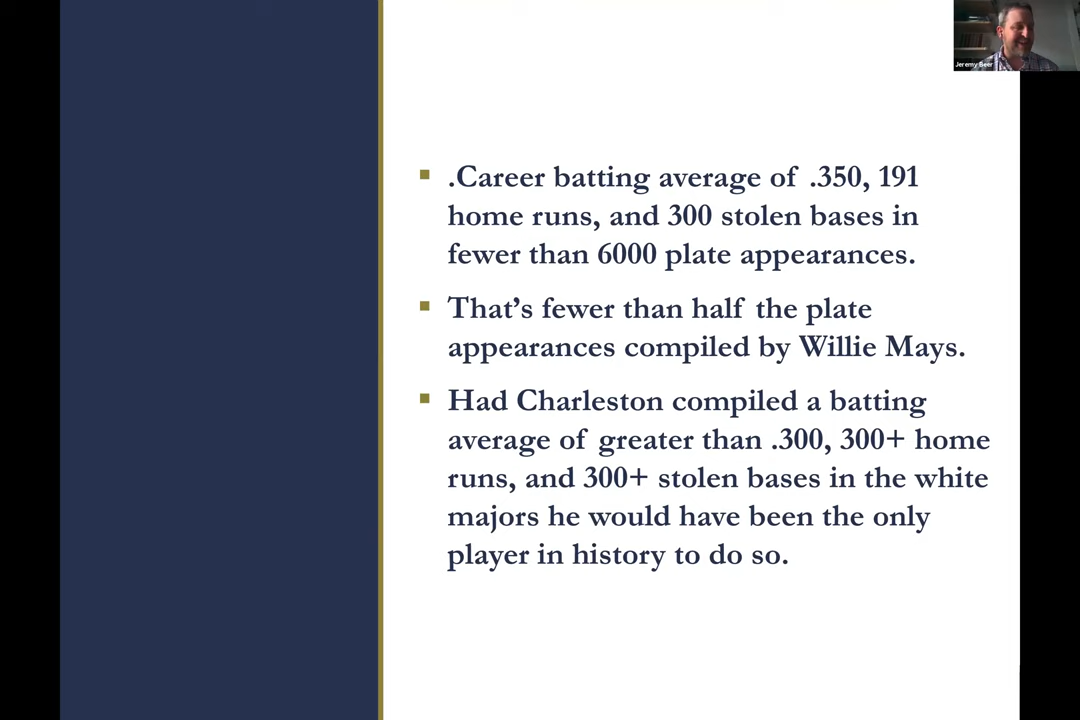 Jeremy Beer
.Career batting average of .350, 191
home runs, and 300 stolen bases in
fewer than 6000 plate appearances.
That’s fewer than half the plate
appearances compiled by Willie Mays.
Had Charleston compiled a batting
average of greater than .300, 300+ home
runs, and 300+ stolen bases in the white
majors he would have been the only
player in history to do so.